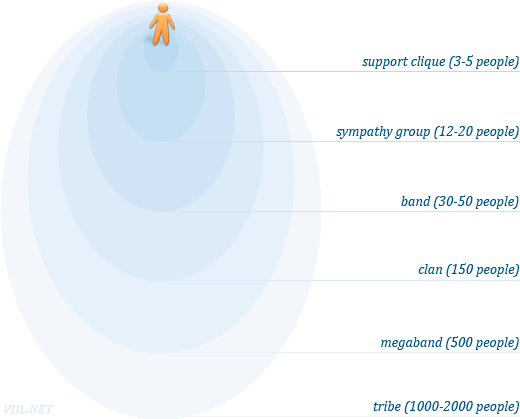 support clique (3-5 people)
sympathy group (12-20 people)
band (30-50 people)
clan (150 people)
megaband (500 people)
tribe (1000-2000 people)
VIIL.NET